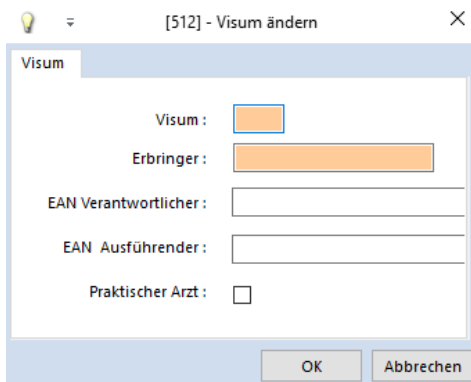 [512] - Visum ändern
Visum
Visum :
Erbringer :
EAN Verantwortlicher :
EAN  Ausführender :
Praktischer Arzt :
OK
Abbrechen